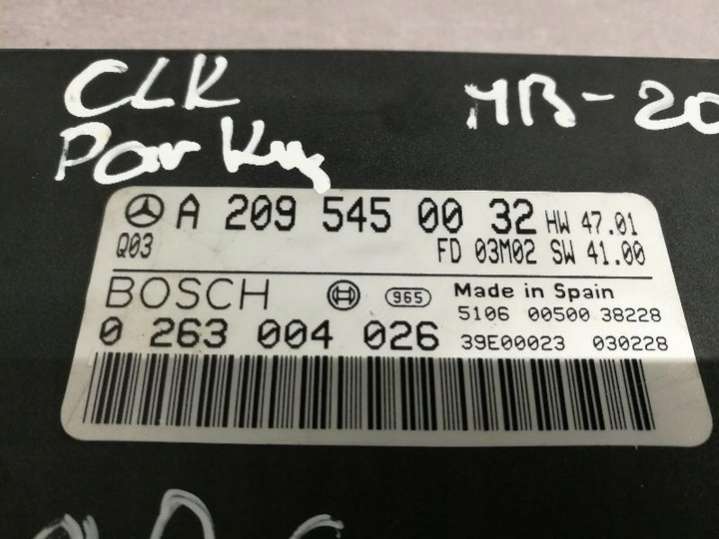 CLK
MB-20
Park
A 209 545 00 32 HW 47.01
Q03 FD 03M02 SW 41.00
BOSCH 965 Made in Spain
5106 00500 38228
0 263 004 026 39E00023 030228